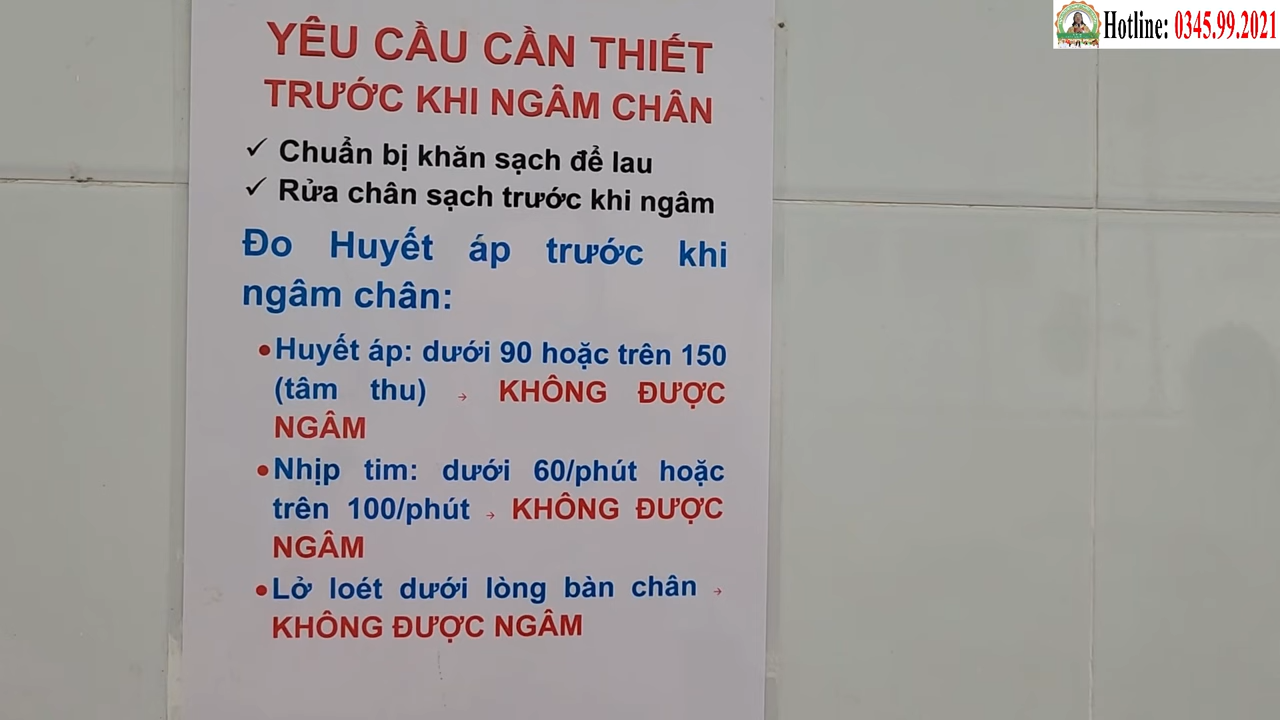 Hotline: 0345.99.2021
YÊU CẦU CẦN THIẾT
TRƯỚC KHI NGÂM CHÂN
✓ Chuẩn bị khăn sạch để lau
✓ Rửa chân sạch trước khi ngâm
Đo Huyết áp trước khi
ngâm chân:
•Huyết áp: dưới 90 hoặc trên 150
(tâm thu) → KHÔNG ĐƯỢC
NGÂM
•Nhịp tim: dưới 60/phút hoặc
trên 100/phút → KHÔNG ĐƯỢC
NGÂM
•Lở loét dưới lòng bàn chân →
KHÔNG ĐƯỢC NGÂM